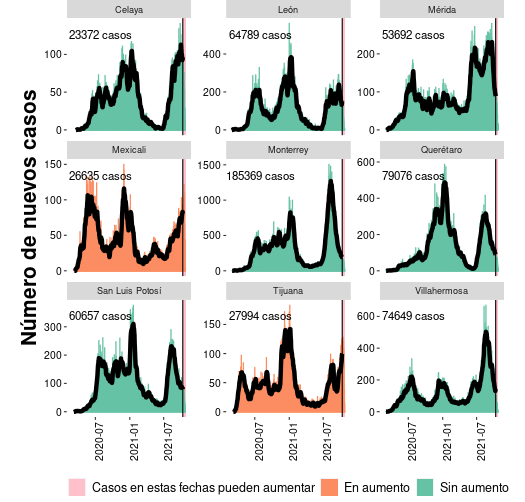 Celaya León Mérida
23372 casos 64789 casos 53692 casos
100 50 0
400 200 0
200 100 0
Mexicali Monterrey Querétaro
26635 casos 185369 casos 79076 casos
150 100 50 0
1500 1000 500 0
600 400 200 0
San Luis Potosí Tijuana Villahermosa
60657 casos 27994 casos 74649 casos
300 200 100 0
150 100 50 0
600 400 200 0
2020-07 2021-01 2021-07
2020-07 2021-01 2021-07
2020-07 2021-01 2021-07
Número de nuevos casos
Casos en estas fechas pueden aumentar En aumento Sin aumento